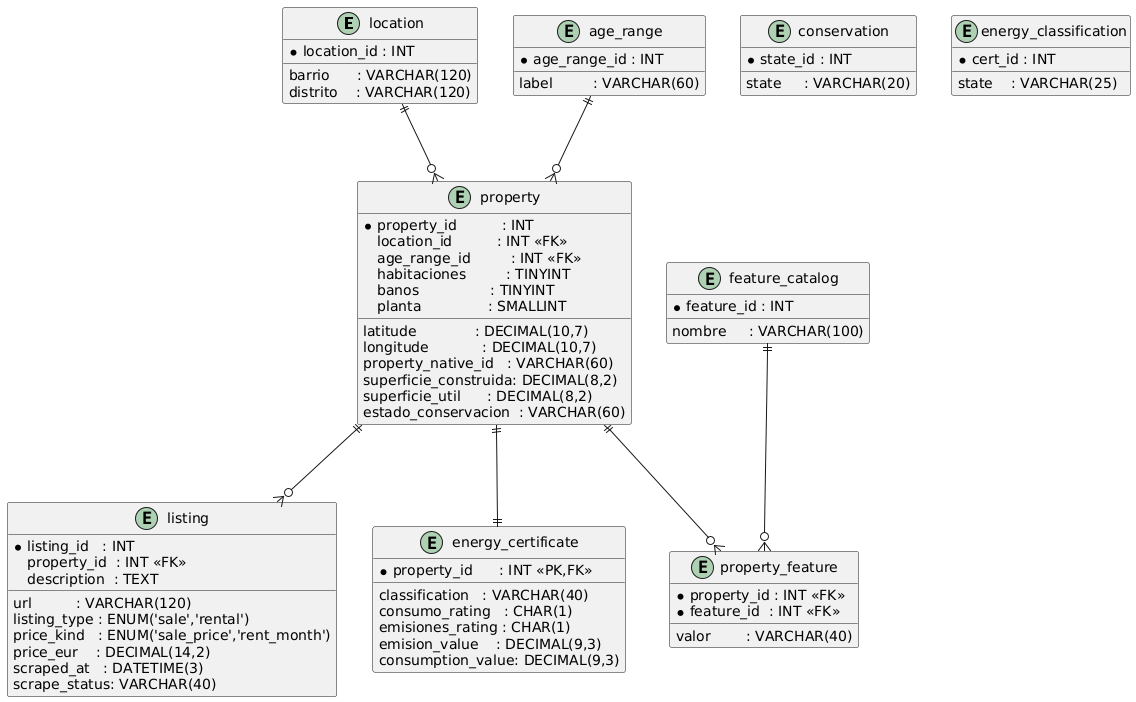 E location
* location_id : INT
barrio : VARCHAR(120)
distrito : VARCHAR(120)
E age_range
* age_range_id : INT
label : VARCHAR(60)
E conservation
* state_id : INT
state : VARCHAR(20)
E energy_classification
* cert_id : INT
state : VARCHAR(25)
E property
* property_id : INT
location_id : INT «FK»
age_range_id : INT «FK»
habitaciones : TINYINT
banos : TINYINT
planta : SMALLINT
latitude : DECIMAL(10,7)
longitude : DECIMAL(10,7)
property_native_id : VARCHAR(60)
superficie_construida: DECIMAL(8,2)
superficie_util : DECIMAL(8,2)
estado_conservacion : VARCHAR(60)
E feature_catalog
* feature_id : INT
nombre : VARCHAR(100)
E listing
* listing_id : INT
property_id : INT «FK»
description : TEXT
url : VARCHAR(120)
listing_type : ENUM('sale','rental')
price_kind : ENUM('sale_price','rent_month')
price_eur : DECIMAL(14,2)
scraped_at : DATETIME(3)
scrape_status: VARCHAR(40)
E energy_certificate
* property_id : INT «PK,FK»
classification : VARCHAR(40)
consumo_rating : CHAR(1)
emisiones_rating : CHAR(1)
emision_value : DECIMAL(9,3)
consumption_value: DECIMAL(9,3)
E property_feature
* property_id : INT «FK»
* feature_id : INT «FK»
valor : VARCHAR(40)